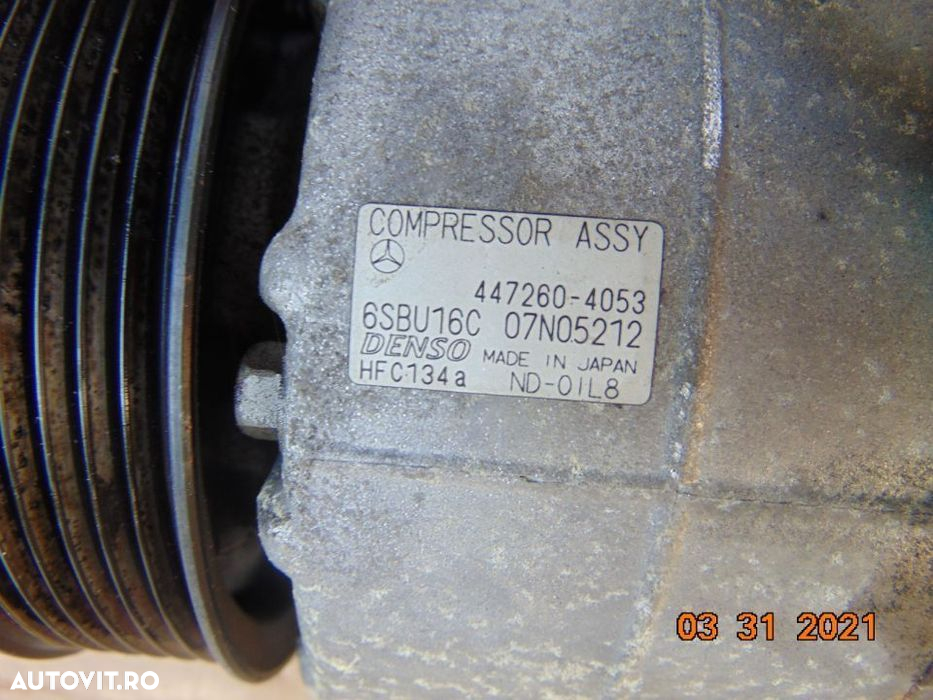 COMPRESSOR ASSY
447260-4053
6SBU16C 07N05212
DENSO MADE IN JAPAN
HFC134a ND-OIL8
03 31 2021
AUTOVIT.RO